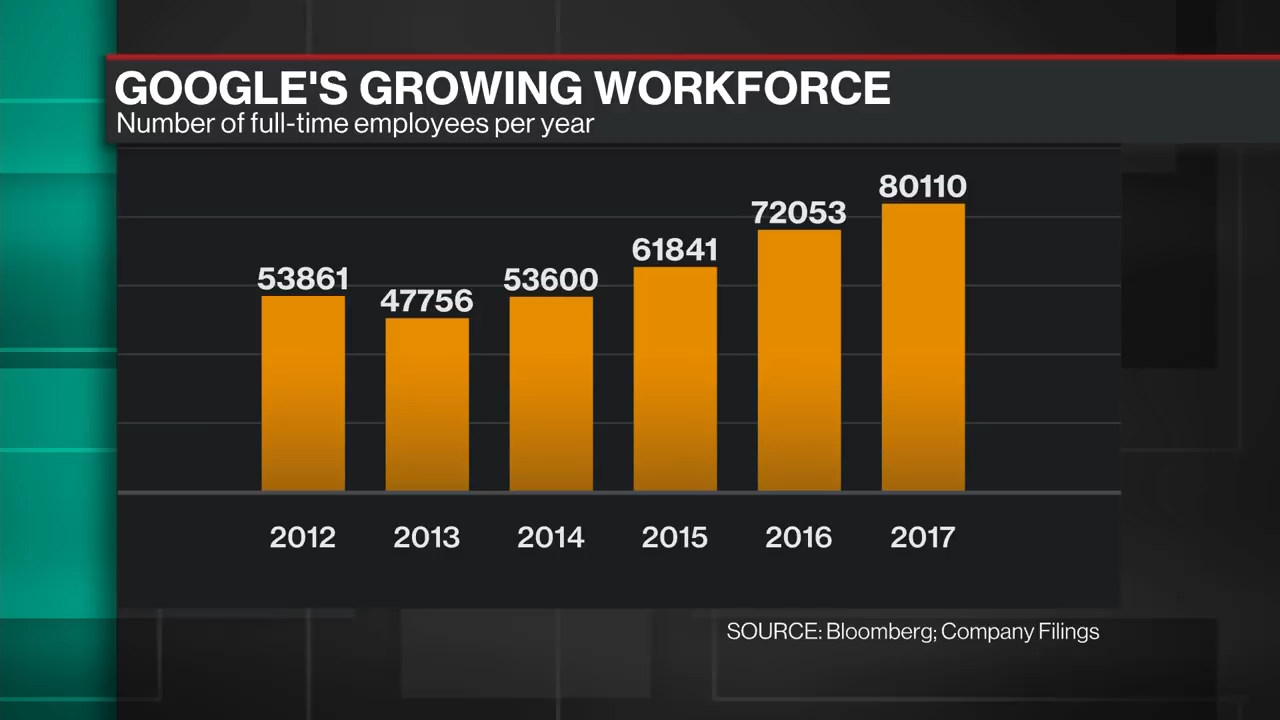 GOOGLE'S GROWING WORKFORCE
Number of full-time employees per year
53861
47756
53600
61841
72053
80110
2012 2013 2014 2015 2016 2017
SOURCE: Bloomberg; Company Filings